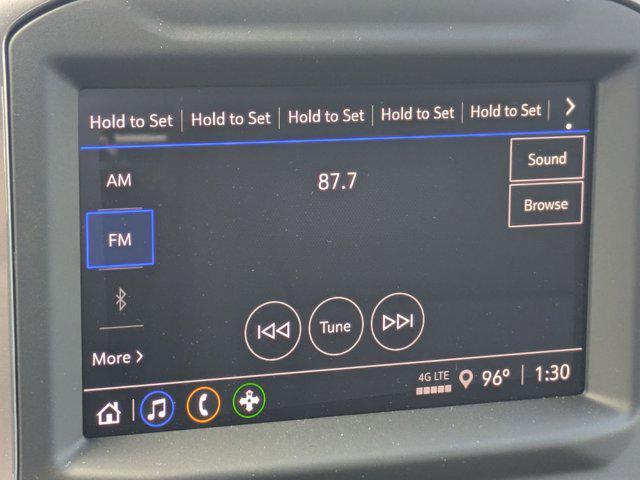 Hold to Set Hold to Set Hold to Set Hold to Set Hold to Set
AM
87.7
Sound
FM
Browse
Tune
More
4G LTE
96° 1:30